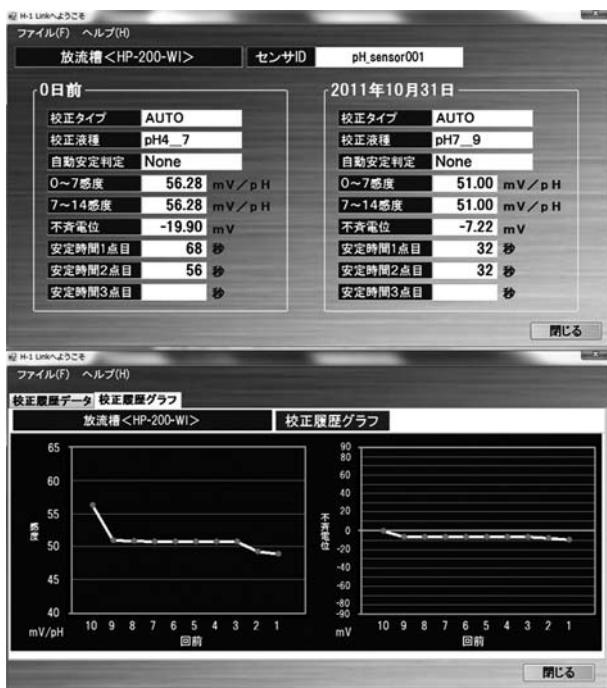 H-1 Linkへようこそ
ファイル(F) ヘルプ(H)
放流槽<HP-200-WI> センサID pH_sensor001
0日前
校正タイプ AUTO
校正液種 pH4__7
自動安定判定 None
0~7感度 56.28 mV/pH
7~14感度 56.28 mV/pH
不斉電位 -19.90 mV
安定時間1点目 68 秒
安定時間2点目 56 秒
安定時間3点目 秒
2011年10月31日
校正タイプ AUTO
校正液種 pH7__9
自動安定判定 None
0~7感度 51.00 mV/pH
7~14感度 51.00 mV/pH
不斉電位 -7.22 mV
安定時間1点目 32 秒
安定時間2点目 32 秒
安定時間3点目 秒
閉じる
H-1 Linkへようこそ
ファイル(F) ヘルプ(H)
校正履歴データ 校正履歴グラフ
放流槽<HP-200-WI> 校正履歴グラフ
65
60
55
50
45
40
感度
mV/pH
10 9 8 7 6 5 4 3 2 1
回前
90
80
60
40
20
0
-20
-40
-60
-80
-90
不斉電位
mV
10 9 8 7 6 5 4 3 2 1
回前
閉じる